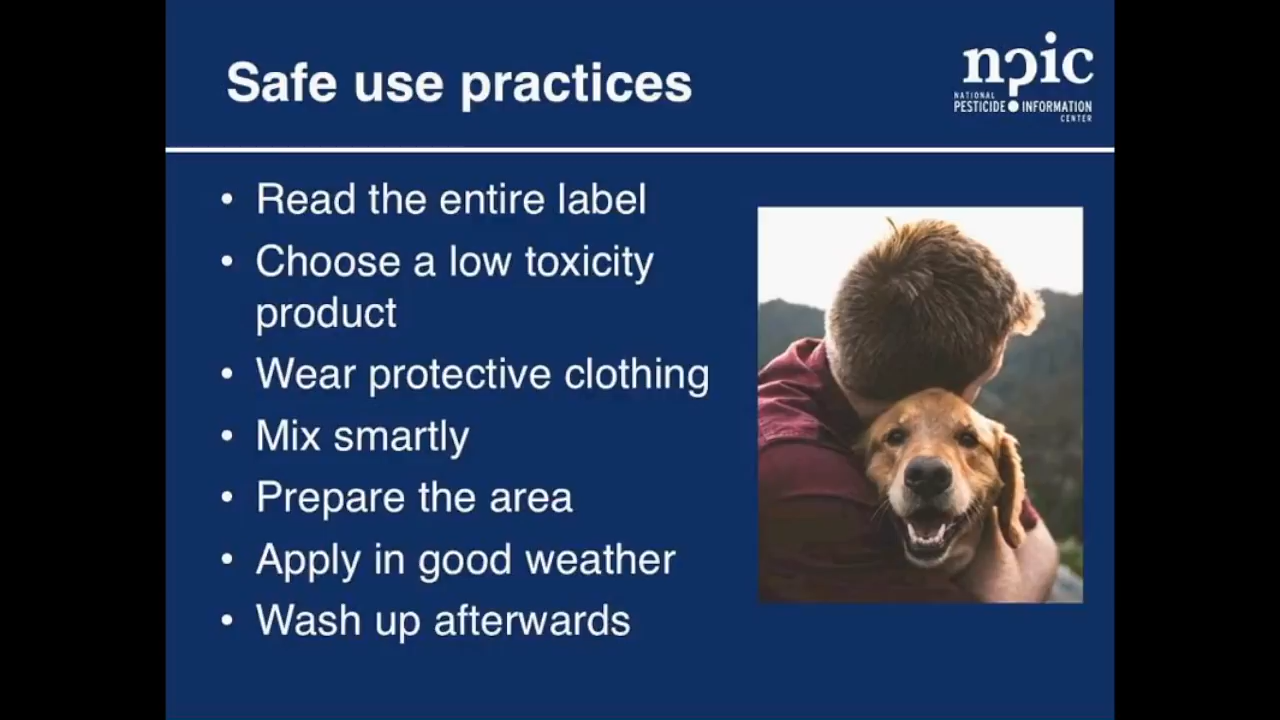 Safe use practices
npic
NATIONAL
PESTICIDE INFORMATION
CENTER
• Read the entire label
• Choose a low toxicity
product
• Wear protective clothing
• Mix smartly
• Prepare the area
• Apply in good weather
• Wash up afterwards